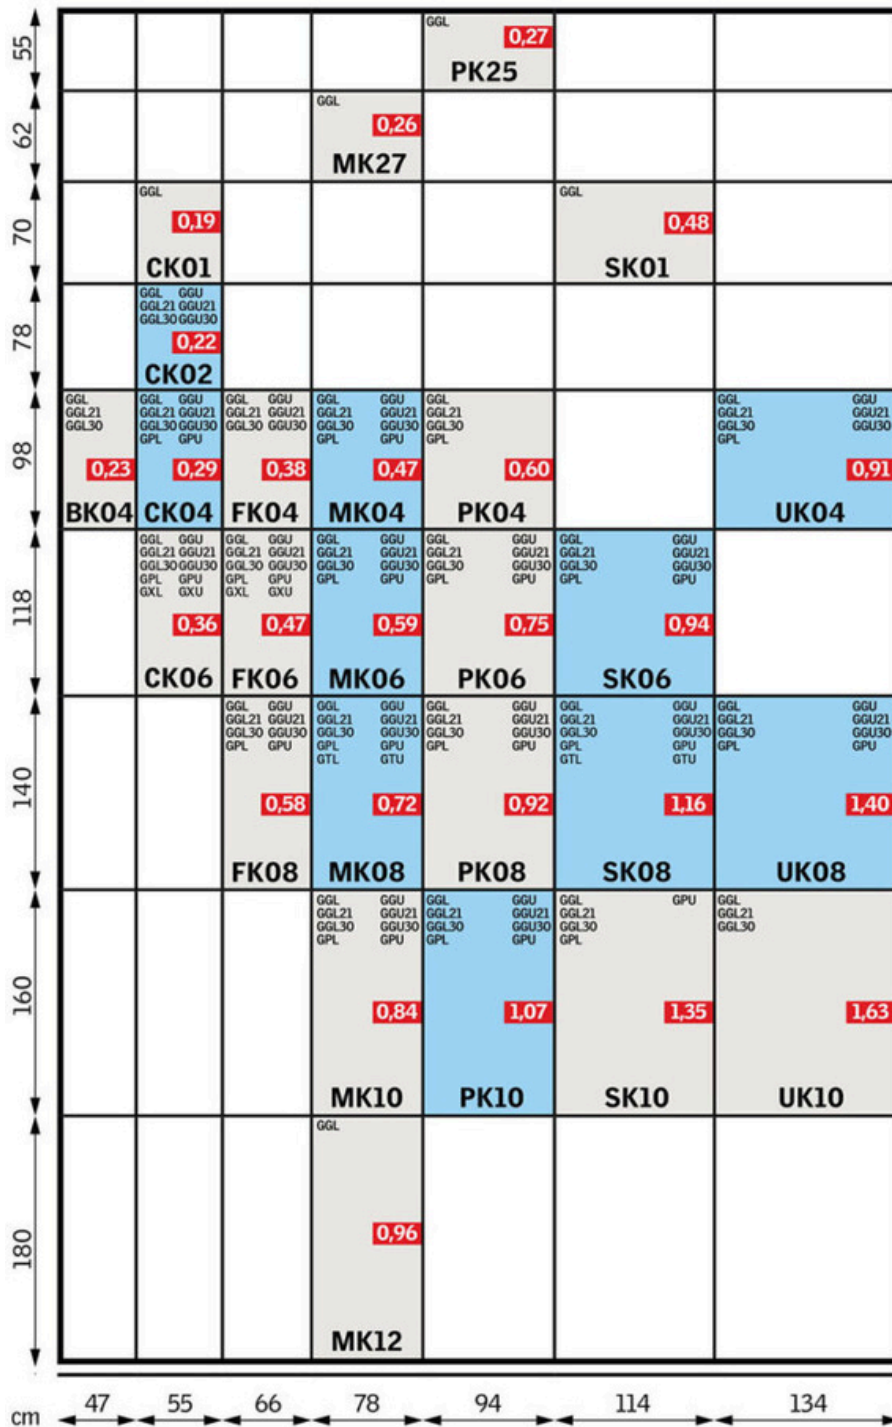 55
GGL
0,27
PK25
62
GGL
0,26
MK27
70
GGL
0,19
CK01
GGL
0,48
SK01
78
GGL GGU
GGL21 GGU21
GGL30 GGU30
0,22
CK02
98
GGL
GGL21
GGL30
0,23
BK04
GGL GGU
GGL21 GGU21
GGL30 GGU30
GPL GPU
0,29
CK04
GGL GGU
GGL21 GGU21
GGL30 GGU30
0,38
FK04
GGL GGU
GGL21 GGU21
GGL30 GGU30
GPL GPU
0,47
MK04
GGL
GGL21
GGL30
GPL
0,60
PK04
GGL GGU
GGL21 GGU21
GGL30 GGU30
GPL
0,91
UK04
118
GGL GGU
GGL21 GGU21
GGL30 GGU30
GPL GPU
GXL GXU
0,36
CK06
GGL GGU
GGL21 GGU21
GGL30 GGU30
GPL GPU
GXL GXU
0,47
FK06
GGL GGU
GGL21 GGU21
GGL30 GGU30
GPL GPU
0,59
MK06
GGL GGU
GGL21 GGU21
GGL30 GGU30
GPL GPU
0,75
PK06
GGL GGU
GGL21 GGU21
GGL30 GGU30
GPL GPU
0,94
SK06
140
GGL GGU
GGL21 GGU21
GGL30 GGU30
GPL GPU
0,58
FK08
GGL GGU
GGL21 GGU21
GGL30 GGU30
GPL GPU
GTL GTU
0,72
MK08
GGL GGU
GGL21 GGU21
GGL30 GGU30
GPL GPU
0,92
PK08
GGL GGU
GGL21 GGU21
GGL30 GGU30
GPL GPU
GTL GTU
1,16
SK08
GGL GGU
GGL21 GGU21
GGL30 GGU30
GPL GPU
1,40
UK08
160
GGL GGU
GGL21 GGU21
GGL30 GGU30
GPL GPU
0,84
MK10
GGL GGU
GGL21 GGU21
GGL30 GGU30
GPL GPU
1,07
PK10
GGL GPU
GGL21
GGL30
GPL
1,35
SK10
GGL
GGL21
GGL30
1,63
UK10
180
GGL
0,96
MK12
cm 47 55 66 78 94 114 134